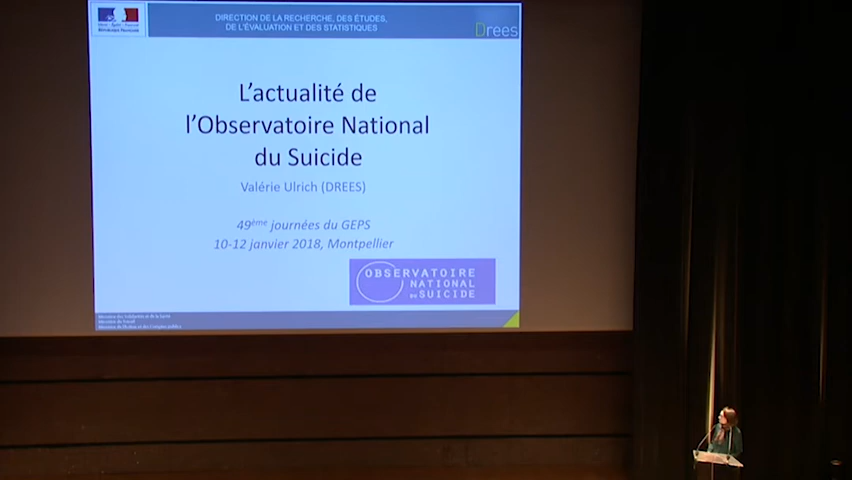 DIRECTION DE LA RECHERCHE, DES ÉTUDES,
DE L'ÉVALUATION ET DES STATISTIQUES
Drees
L'actualité de
l'Observatoire National
du Suicide
Valérie Ulrich (DREES)
49ème journées du GEPS
10-12 janvier 2018, Montpellier
OBSERVATOIRE
NATIONAL
DU SUICIDE